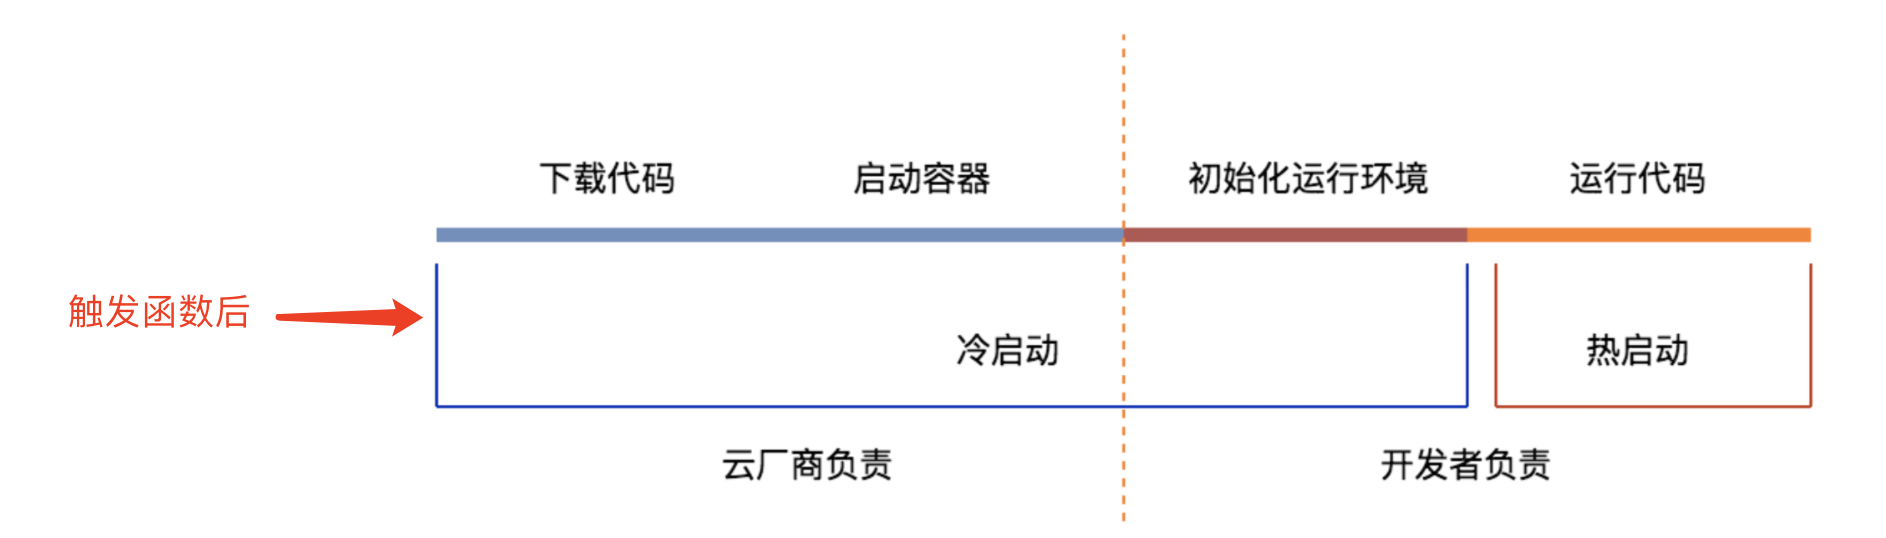 下载代码
启动容器
初始化运行环境
运行代码
触发函数后
冷启动
热启动
云厂商负责
开发者负责